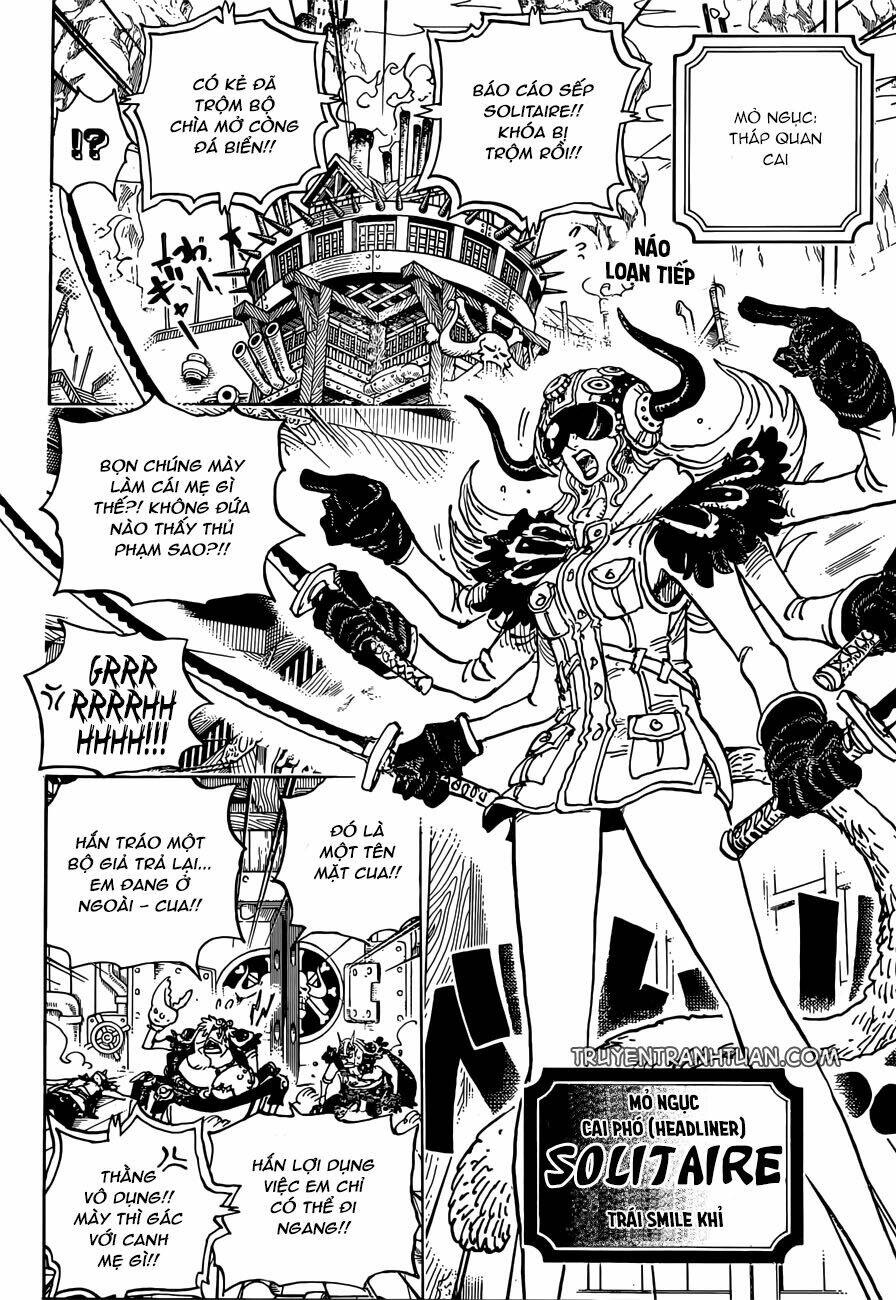 MỎ NGỤC:
THÁP QUAN
CAI
BÁO CÁO SẾP
SOLITAIRE!!
KHÓA BỊ
TRỘM RỒI!!
CÓ KẺ ĐÃ
TRỘM BỘ
CHÌA MỞ CÒNG
ĐÁ BIỂN!!
!?
NÁO
LOẠN TIẾP
BỌN CHÚNG MÀY
LÀM CÁI MẸ GÌ
THẾ?! KHÔNG ĐỨA
NÀO THẤY THỦ
PHẠM SAO?!!
GRRR
RRRRHH
HHHH!!!
ĐÓ LÀ
MỘT TÊN
MẶT CUA!!
HẮN TRÁO MỘT
BỘ GIẢ TRẢ LẠI...
EM ĐANG Ở
NGOÀI – CUA!!
HẮN LỢI DỤNG
VIỆC EM CHỈ
CÓ THỂ ĐI
NGANG!!
THẰNG
VÔ DỤNG!!
MÀY THÌ GÁC
VỚI CANH
MẸ GÌ!!
TRUYENTRANHTUAN.COM
MỎ NGỤC
CAI PHÓ (HEADLINER)
SOLITAIRE
TRÁI SMILE KHỈ